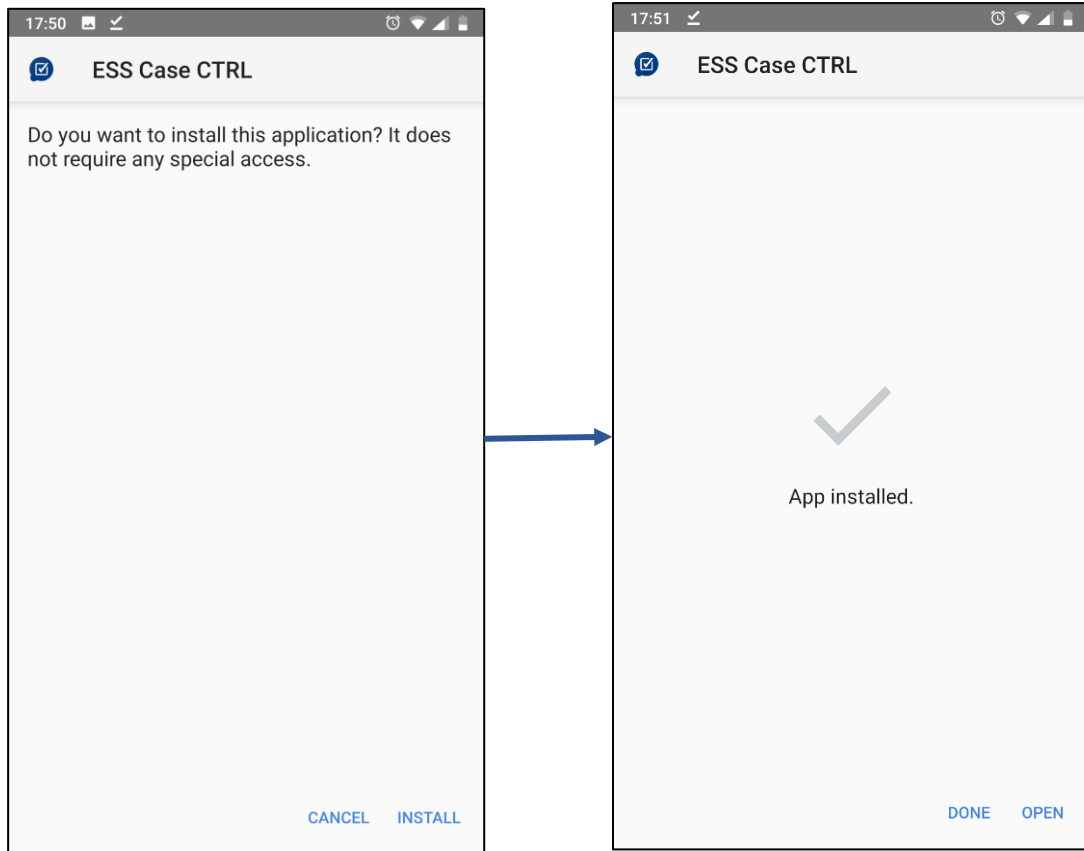 17:50
ESS Case CTRL
Do you want to install this application? It does
not require any special access.
CANCEL INSTALL
17:51
ESS Case CTRL
App installed.
DONE OPEN